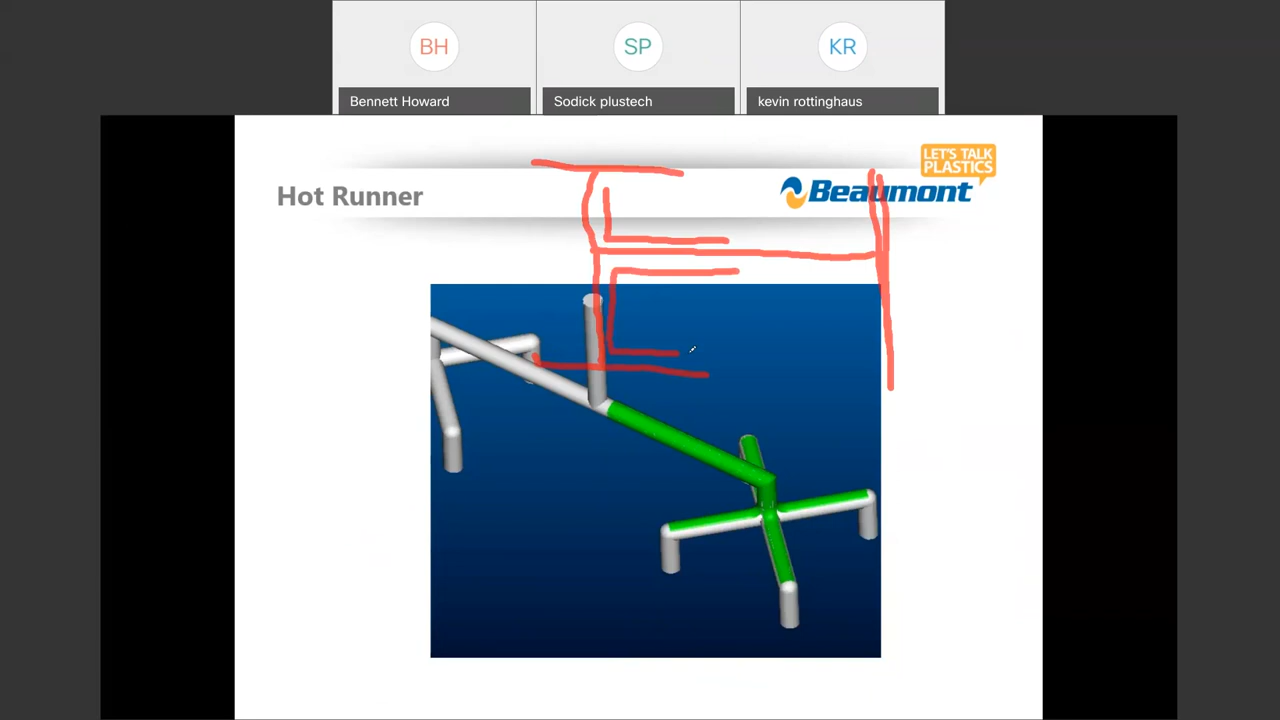 BH
SP
KR
Bennett Howard
Sodick plustech
kevin rottinghaus
LET'S TALK
PLASTICS
Hot Runner
Beaumont